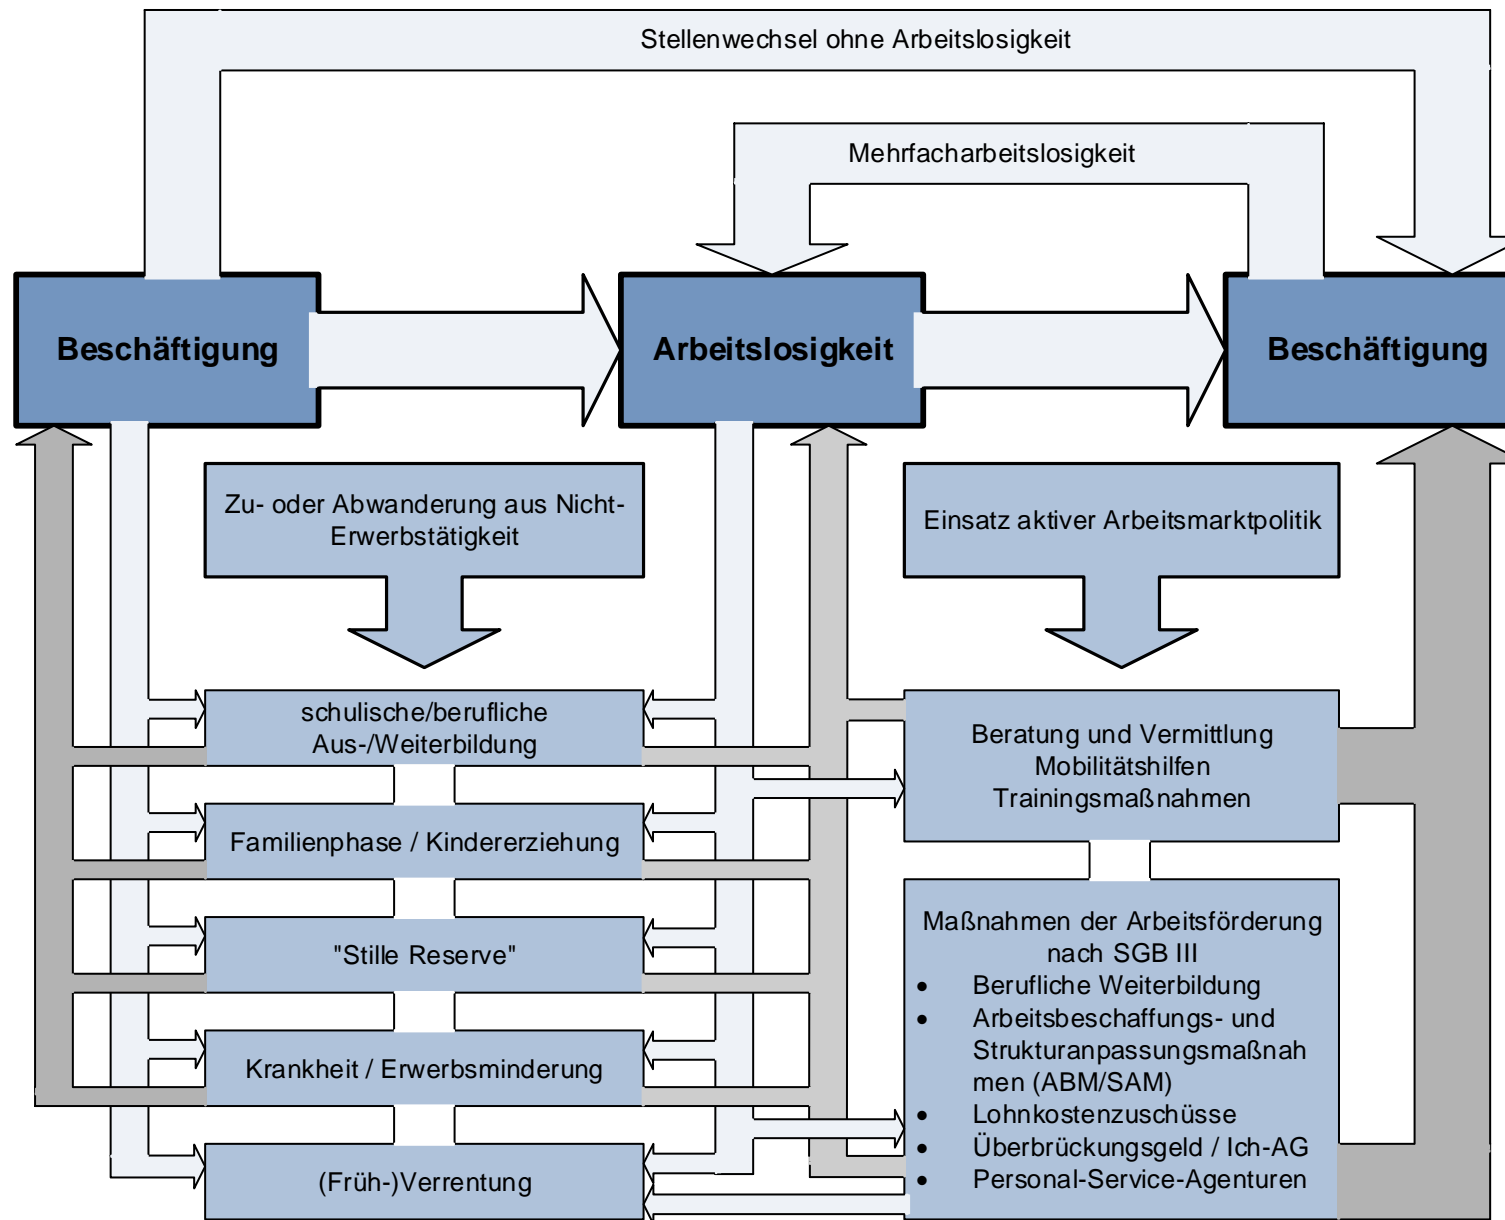 Stellenwechsel ohne Arbeitslosigkeit
Mehrfacharbeitslosigkeit
Beschäftigung
Arbeitslosigkeit
Beschäftigung
Zu- oder Abwanderung aus Nicht-
Erwerbstätigkeit
Einsatz aktiver Arbeitsmarktpolitik
schulische/berufliche
Aus-/Weiterbildung
Familienphase / Kindererziehung
"Stille Reserve"
Krankheit / Erwerbsminderung
(Früh-)Verrentung
Beratung und Vermittlung
Mobilitätshilfen
Trainingsmaßnahmen
Maßnahmen der Arbeitsförderung
nach SGB III
• Berufliche Weiterbildung
• Arbeitsbeschaffungs- und
Strukturanpassungsmaßnah
men (ABM/SAM)
• Lohnkostenzuschüsse
• Überbrückungsgeld / Ich-AG
• Personal-Service-Agenturen